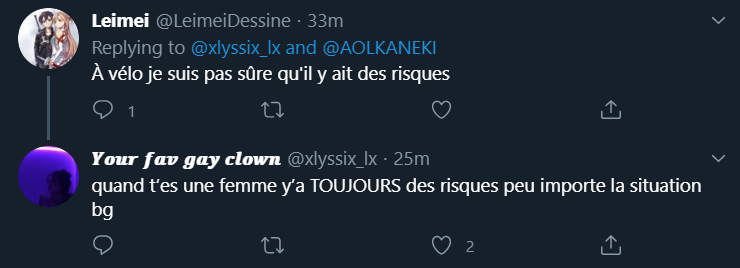 Leimei @LeimeiDessine · 33m
Replying to @xlyssix_lx and @AOLKANEKI
À vélo je suis pas sûre qu'il y ait des risques
1
Your fav gay clown @xlyssix_lx · 25m
quand t’es une femme y’a TOUJOURS des risques peu importe la situation
bg
2